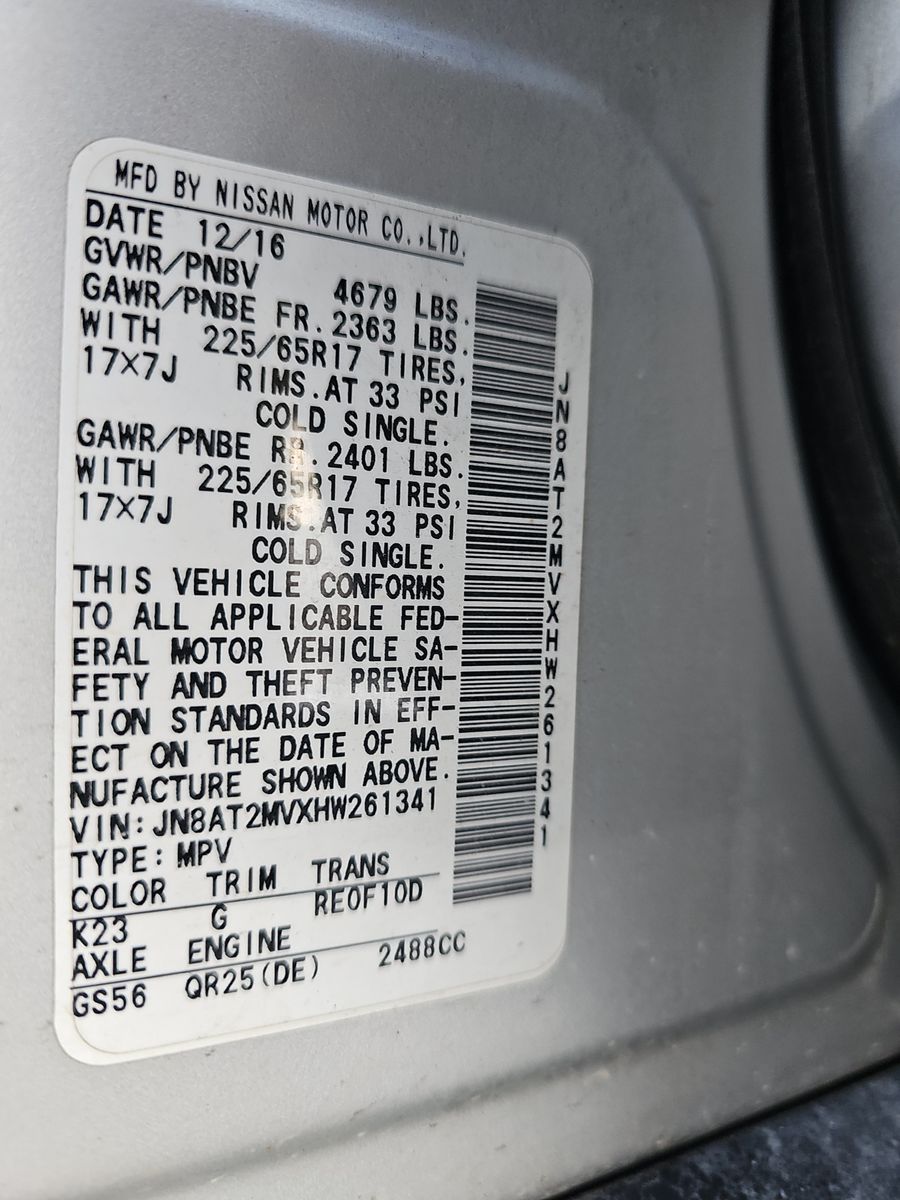 MFD BY NISSAN MOTOR CO.,LTD.
DATE 12/16
GVWR/PNBV 4679 LBS.
GAWR/PNBE FR. 2363 LBS.
WITH 225/65R17 TIRES,
17×7J RIMS.AT 33 PSI
COLD SINGLE.
GAWR/PNBE RR. 2401 LBS.
WITH 225/65R17 TIRES,
17×7J RIMS.AT 33 PSI
COLD SINGLE.
THIS VEHICLE CONFORMS
TO ALL APPLICABLE FED-
ERAL MOTOR VEHICLE SA-
FETY AND THEFT PREVEN-
TION STANDARDS IN EFF-
ECT ON THE DATE OF MA-
NUFACTURE SHOWN ABOVE.
VIN:JN8AT2MVXHW261341
TYPE:MPV
COLOR TRIM TRANS
K23 G RE0F10D
AXLE ENGINE
GS56 QR25(DE) 2488CC
JN8AT2MVXHW261341